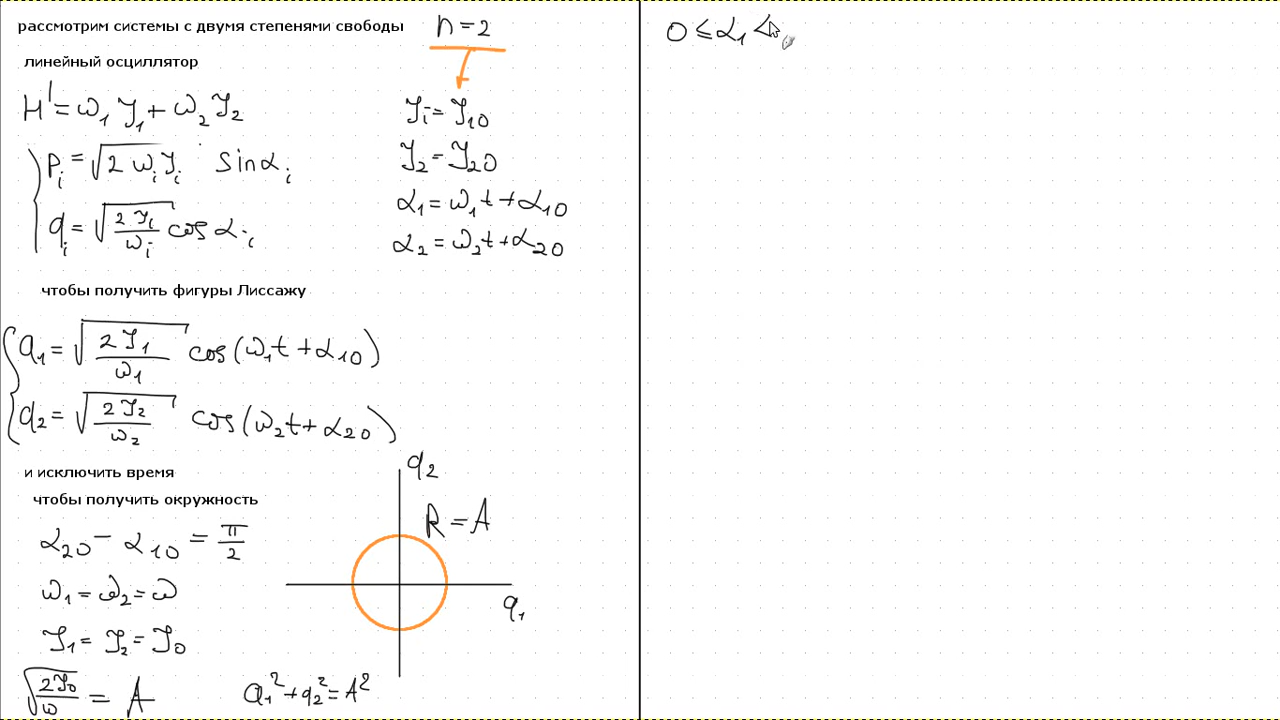 рассмотрим системы с двумя степенями свободы
n = 2
линейный осциллятор
H' = ω₁ J₁ + ω₂ J₂
Pᵢ = √(2 ωᵢ Jᵢ) sin αᵢ
qᵢ = √(2 Jᵢ / ωᵢ) cos αᵢ
Jᵢ = J₁₀
J₂ = J₂₀
α₁ = ω₁t + α₁₀
α₂ = ω₂t + α₂₀
чтобы получить фигуры Лиссажу
q₁ = √(2 J₁ / ω₁) cos(ω₁t + α₁₀)
q₂ = √(2 J₂ / ω₂) cos(ω₂t + α₂₀)
и исключить время
чтобы получить окружность
α₂₀ − α₁₀ = π/2
ω₁ = ω₂ = ω
J₁ = J₂ = J₀
√(2J₀ / ω) = A
q₂
R = A
q₁
q₁² + q₂² = A²
0 ≤ α₁ <